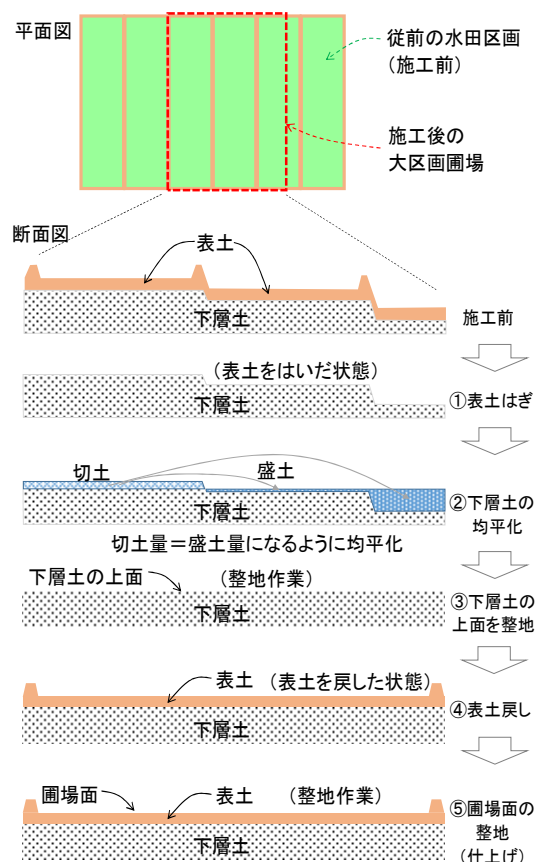 平面図
従前の水田区画
(施工前)
施工後の
大区画圃場
断面図
表土
下層土
施工前
(表土をはいだ状態)
下層土
①表土はぎ
切土
盛土
下層土
②下層土の
均平化
切土量=盛土量になるように均平化
下層土の上面
(整地作業)
下層土
③下層土の
上面を整地
表土
(表土を戻した状態)
下層土
④表土戻し
圃場面
表土
(整地作業)
下層土
⑤圃場面の
整地
(仕上げ)